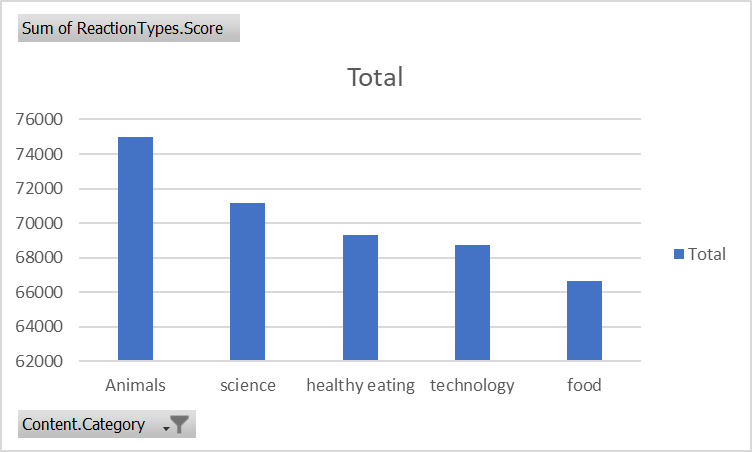 Sum of ReactionTypes.Score
Total
76000
74000
72000
70000
68000
66000
64000
62000
Total
Animals science healthy eating technology food
Content.Category